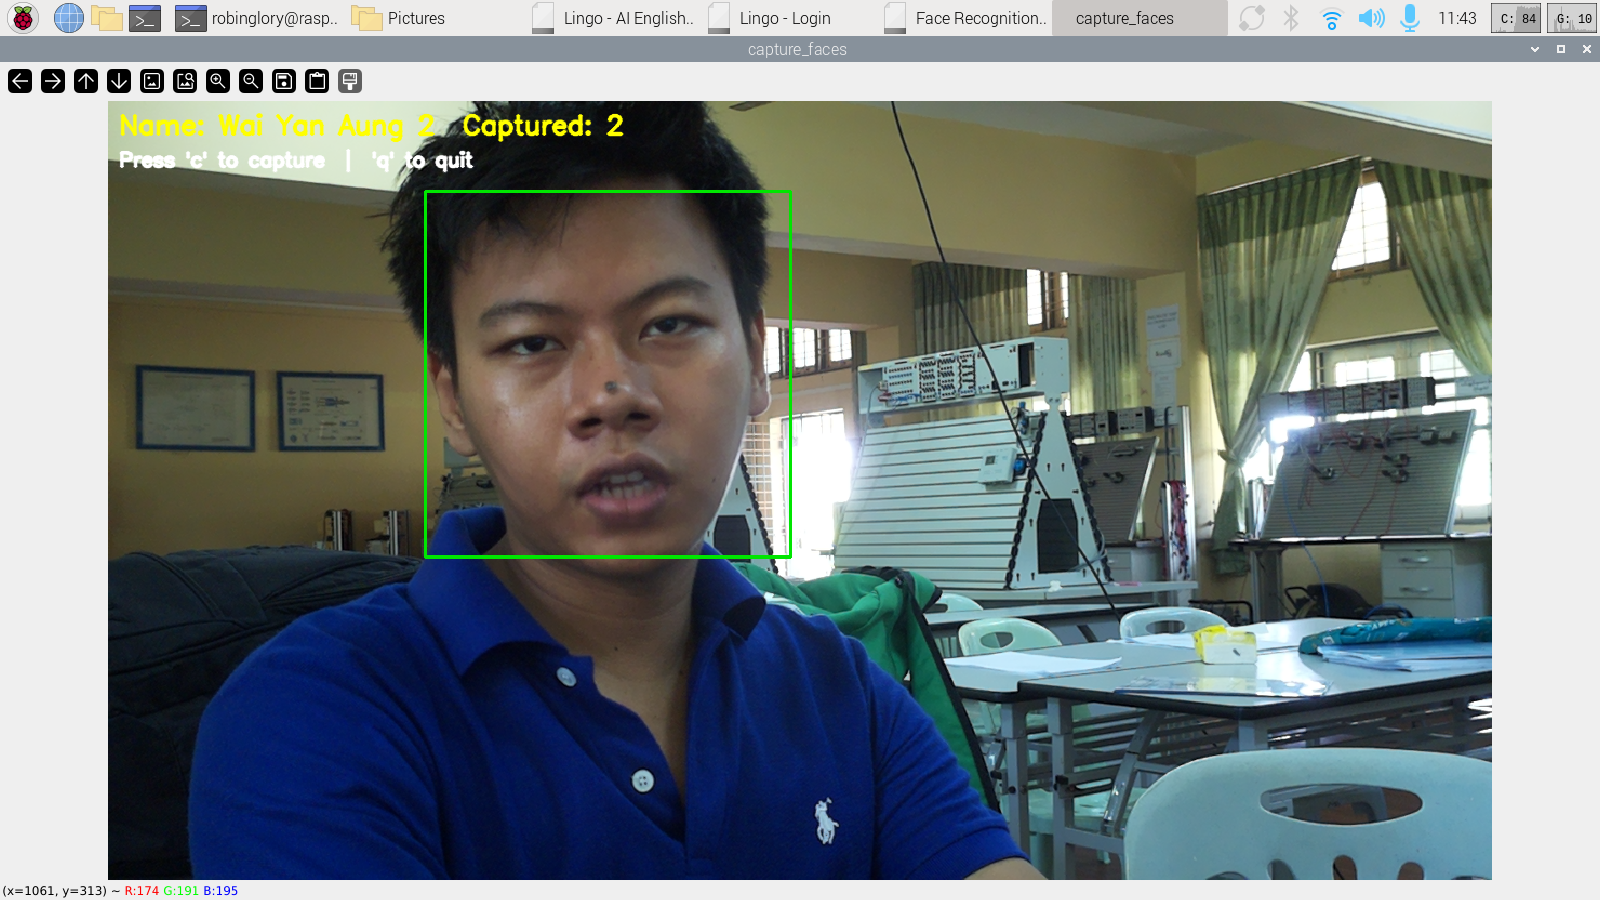 robinglory@rasp..
Pictures
Lingo - AI English..
Lingo - Login
Face Recognition..
capture_faces
11:43
C: 84
G: 10
capture_faces
Name: Wai Yan Aung 2 Captured: 2
Press 'c' to capture | 'q' to quit
(x=1061, y=313) ~ R:174 G:191 B:195